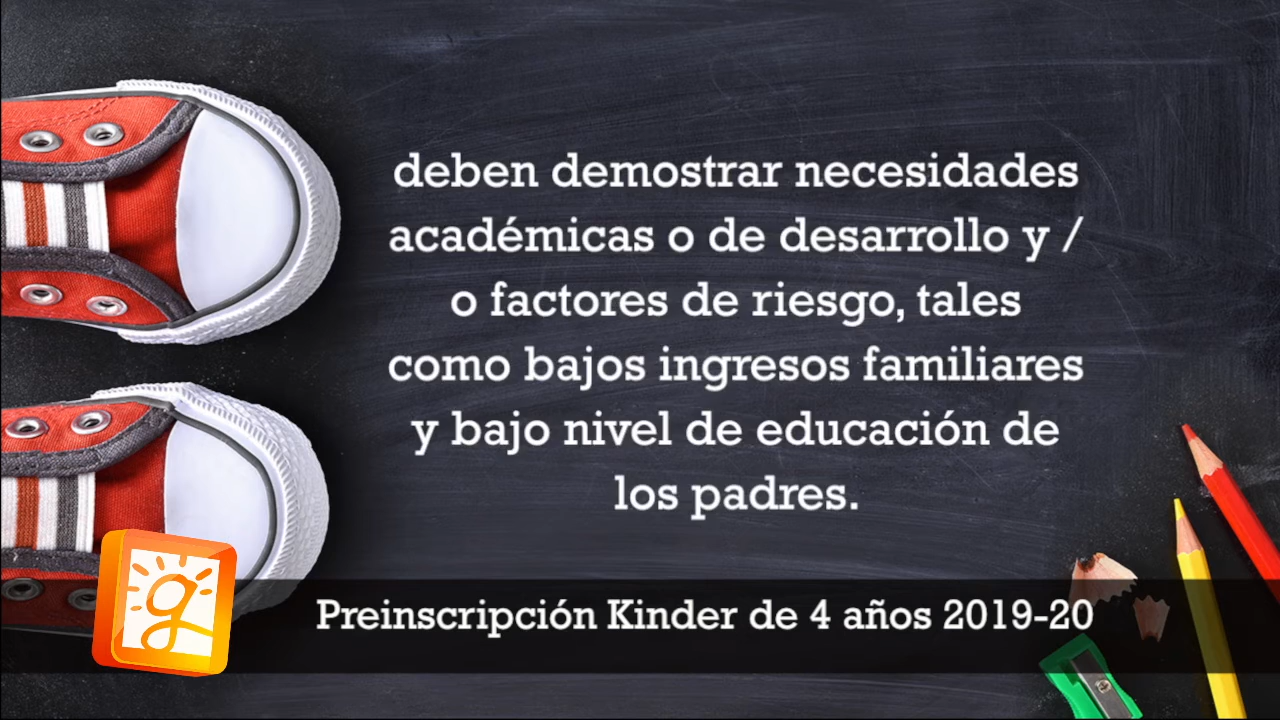 deben demostrar necesidades
académicas o de desarrollo y /
o factores de riesgo, tales
como bajos ingresos familiares
y bajo nivel de educación de
los padres.
Preinscripción Kinder de 4 años 2019-20
g